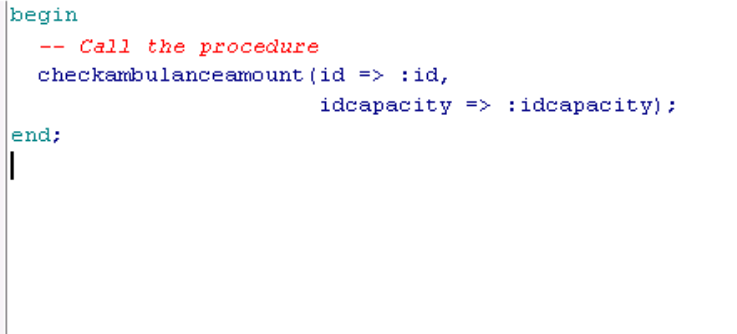 begin
-- Call the procedure
checkambulanceamount(id => :id,
idcapacity => :idcapacity);
end;